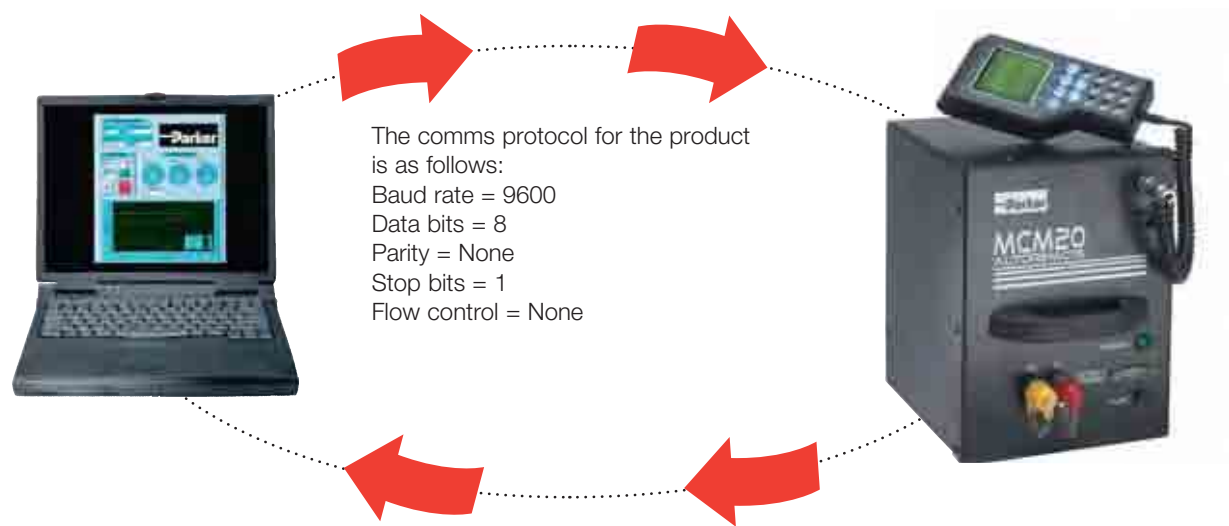 Parker
The comms protocol for the product
is as follows:
Baud rate = 9600
Data bits = 8
Parity = None
Stop bits = 1
Flow control = None
Parker
MCM20